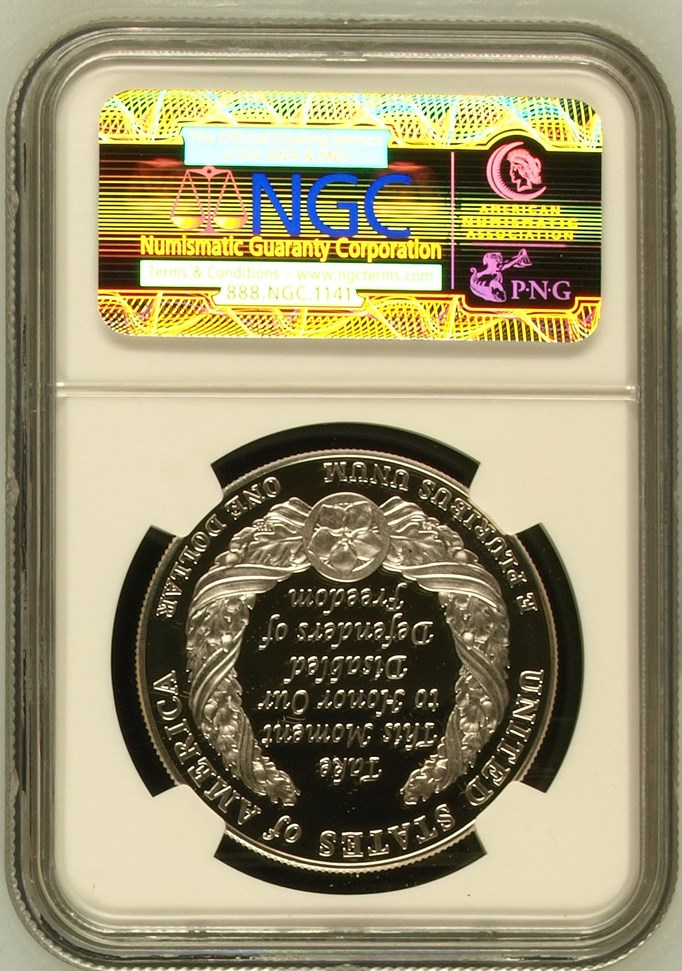 NGC
Numismatic Guaranty Corporation
Terms & Conditions – www.ngcterms.com
888.NGC.1141
AMERICAN
NUMISMATIC
ASSOCIATION
P·N·G
UNITED STATES of AMERICA
Take
This Moment
to Honor Our
Disabled
Defenders of
Freedom
ONE DOLLAR
E PLURIBUS UNUM